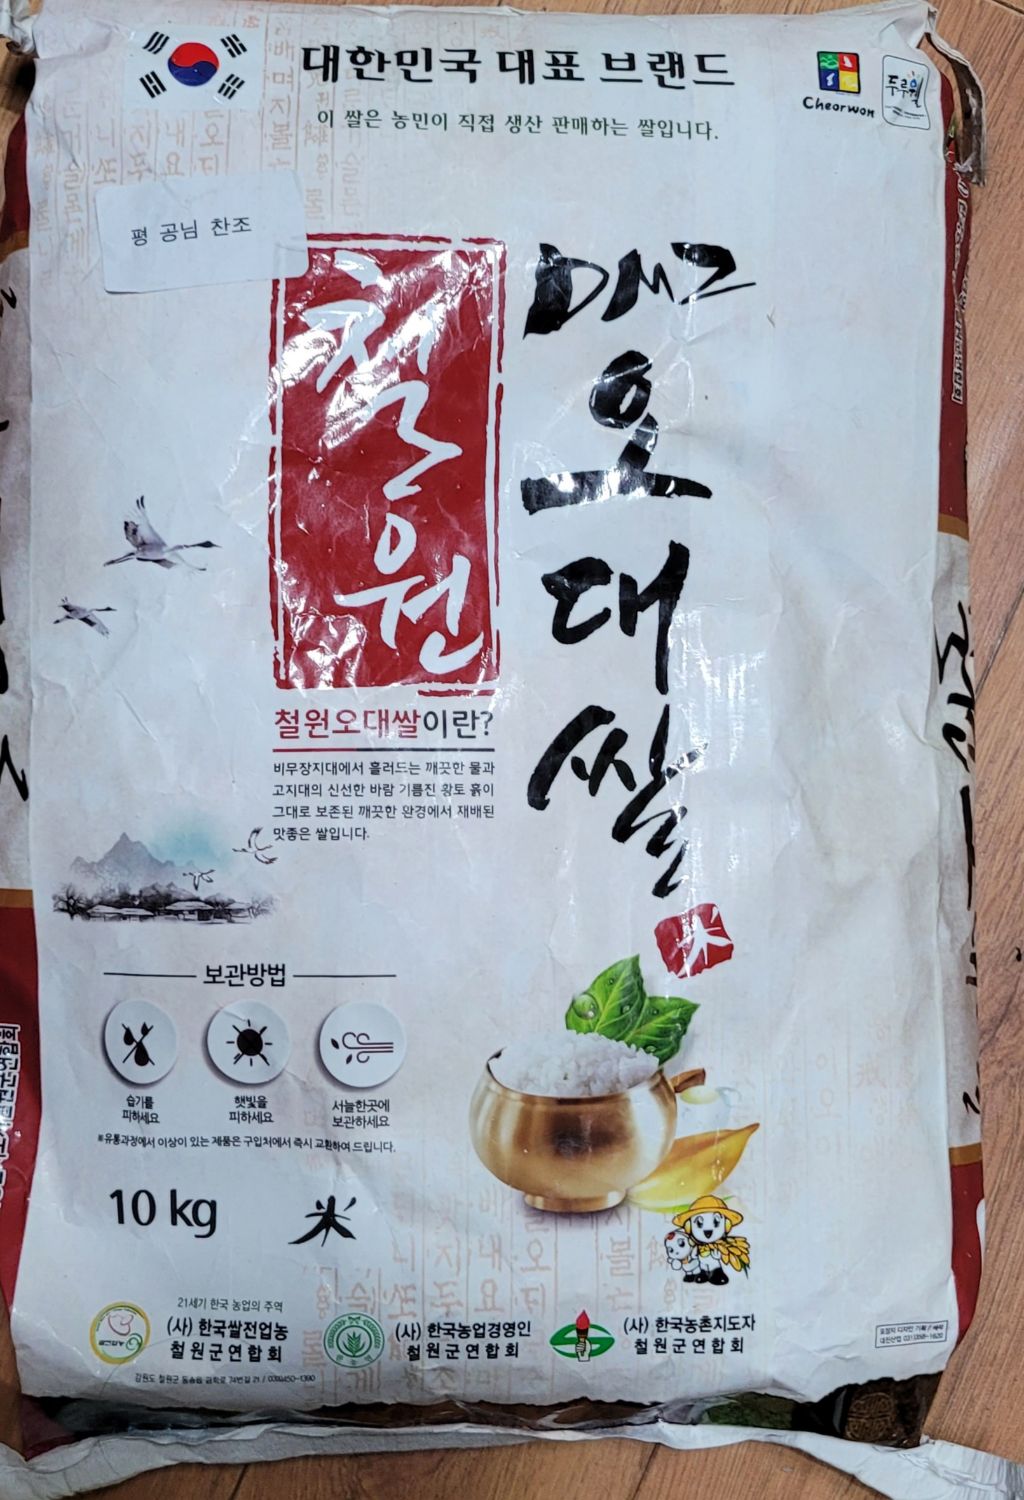 대한민국 대표 브랜드
이 쌀은 농민이 직접 생산 판매하는 쌀입니다.
Cheorwon
두루웰
평 공님 찬조
철원
DMZ
오대쌀
米
철원오대쌀이란?
비무장지대에서 흘러드는 깨끗한 물과
고지대의 신선한 바람 기름진 황토 흙이
그대로 보존된 깨끗한 환경에서 재배된
맛좋은 쌀입니다.
보관방법
습기를
피하세요
햇빛을
피하세요
서늘한곳에
보관하세요
*유통과정에서 이상이 있는 제품은 구입처에서 즉시 교환하여 드립니다.
10 kg
米
21세기 한국 농업의 주역
(사) 한국쌀전업농
철원군연합회
(사) 한국농업경영인
철원군연합회
(사) 한국농촌지도자
철원군연합회